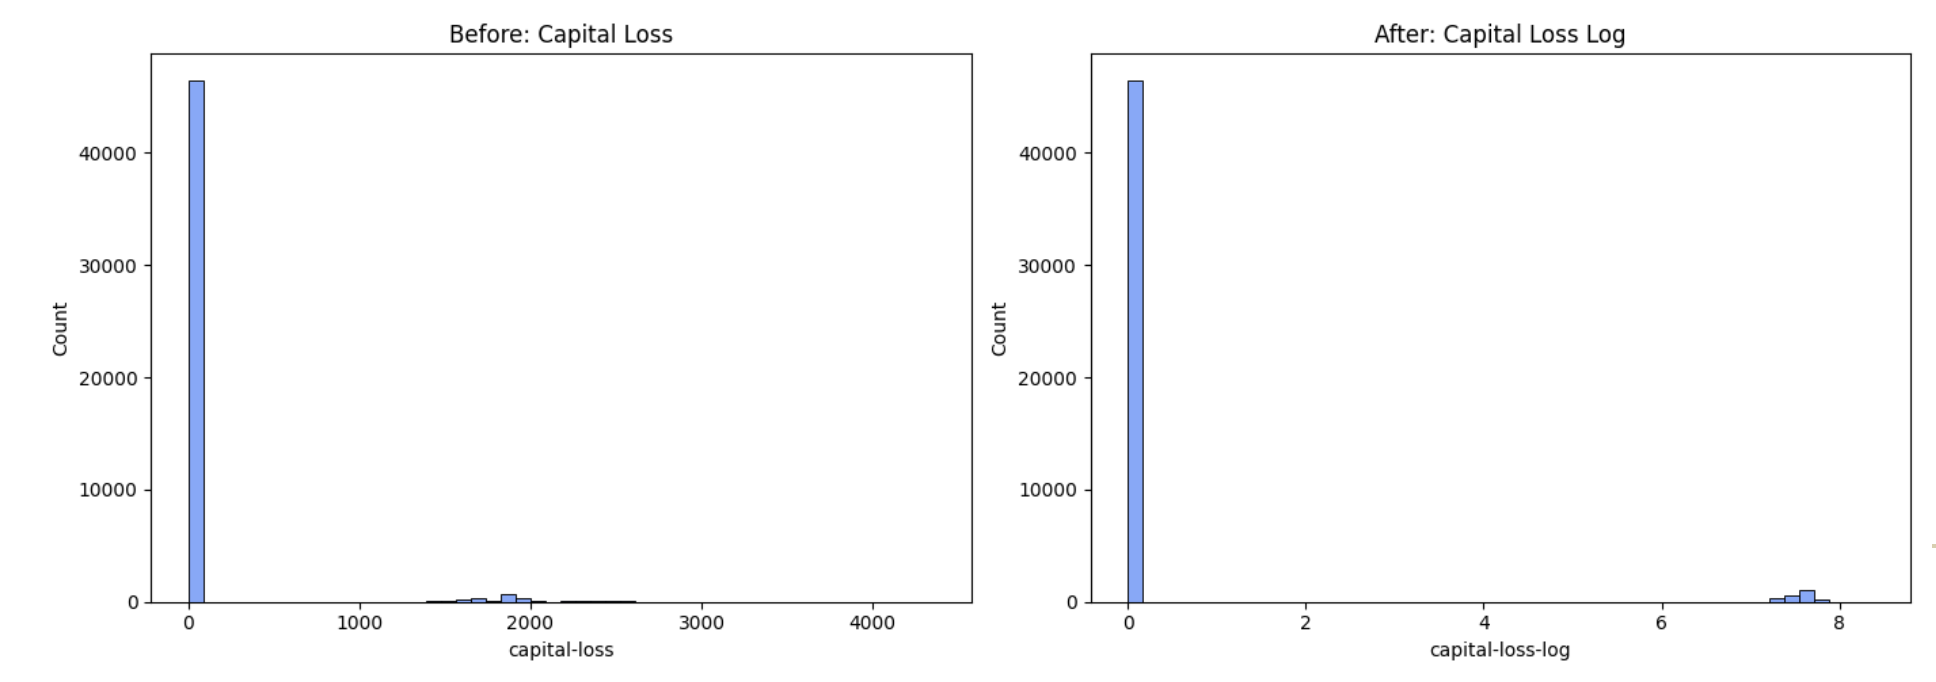 Before: Capital Loss
Count
40000
30000
20000
10000
0
0 1000 2000 3000 4000
capital-loss
After: Capital Loss Log
Count
40000
30000
20000
10000
0
0 2 4 6 8
capital-loss-log